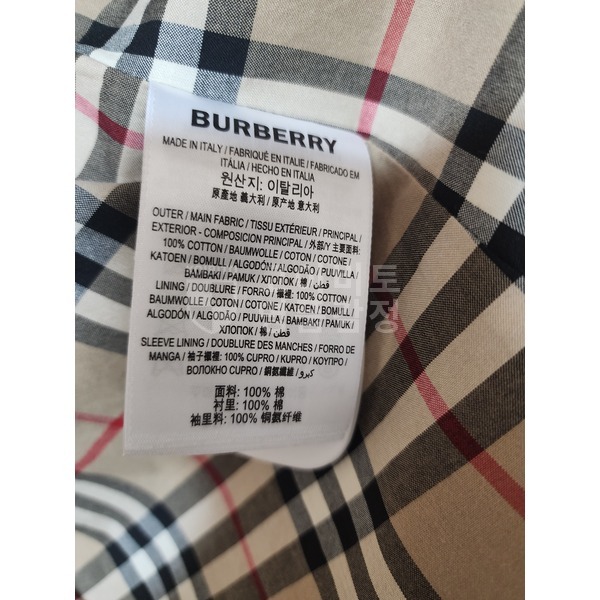 BURBERRY
MADE IN ITALY / FABRIQUÉ EN ITALIE / FABRICADO EM
ITÁLIA / HECHO EN ITALIA
원산지: 이탈리아
原產地 義大利 / 原产地 意大利
OUTER / MAIN FABRIC / TISSU EXTÉRIEUR / PRINCIPAL /
EXTERIOR - COMPOSICION PRINCIPAL / 外部/Y 主要面料:
100% COTTON / BAUMWOLLE / COTON / COTONE /
KATOEN / BOMULL / ALGODÓN / ALGODÃO / PUUVILLA /
BAMBAKI / PAMUK / ХЛОПОК / 棉 / قطن /
LINING / DOUBLURE / FORRO / 襯裡: 100% COTTON /
BAUMWOLLE / COTON / COTONE / KATOEN / BOMULL /
ALGODÓN / ALGODÃO / PUUVILLA / BAMBAKI / PAMUK /
ХЛОПОК / 棉 / قطن /
SLEEVE LINING / DOUBLURE DES MANCHES / FORRO DE
MANGA / 袖子襯裡: 100% CUPRO / KUPRO / ΚΟΥΠΡΟ /
ВОЛОКНО CUPRO / 銅氨纖維 / كبرو /
面料: 100% 棉
衬里: 100% 棉
袖里料: 100% 铜氨纤维